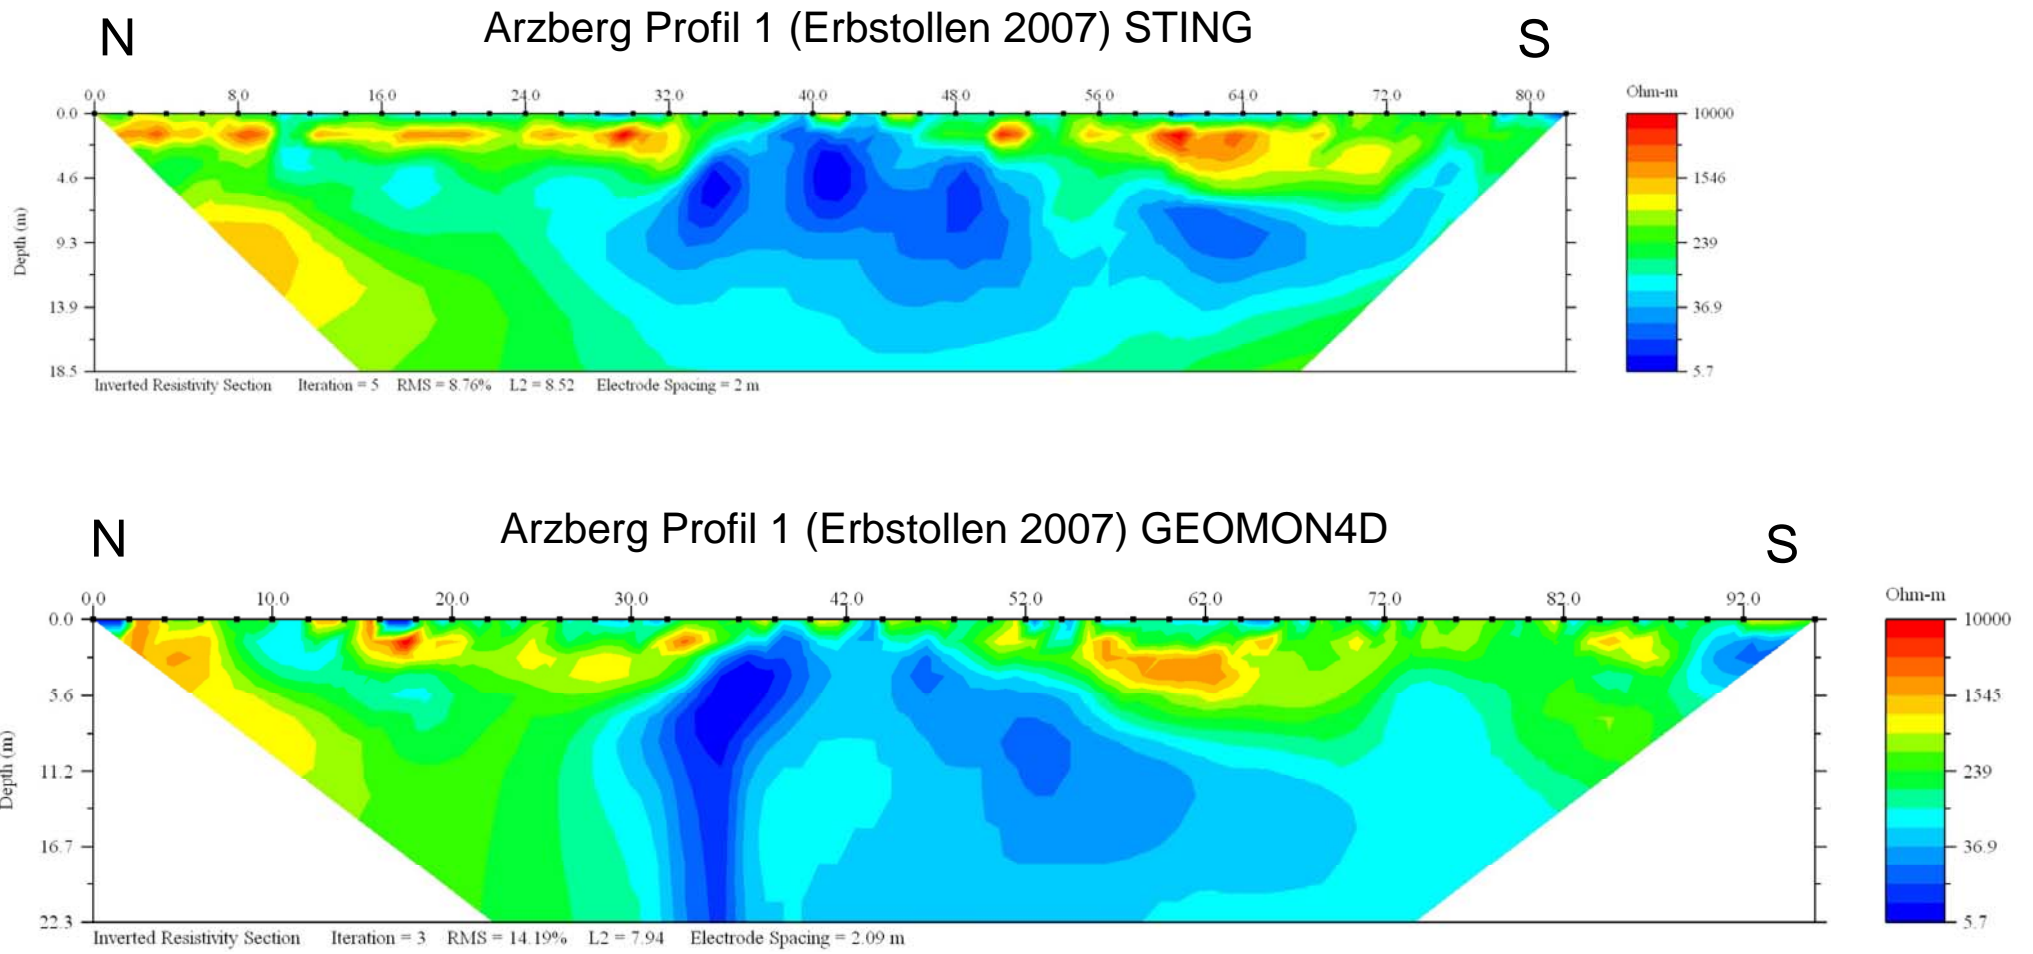 Arzberg Profil 1 (Erbstollen 2007) STING
N
S
0.0 8.0 16.0 24.0 32.0 40.0 48.0 56.0 64.0 72.0 80.0
Ohm-m
0.0
4.6
9.3
13.9
18.5
Depth (m)
10000
1546
239
36.9
5.7
Inverted Resistivity Section Iteration = 5 RMS = 8.76% L2 = 8.52 Electrode Spacing = 2 m
Arzberg Profil 1 (Erbstollen 2007) GEOMON4D
N
S
0.0 10.0 20.0 30.0 42.0 52.0 62.0 72.0 82.0 92.0
Ohm-m
0.0
5.6
11.2
16.7
22.3
Depth (m)
10000
1545
239
36.9
5.7
Inverted Resistivity Section Iteration = 3 RMS = 14.19% L2 = 7.94 Electrode Spacing = 2.09 m